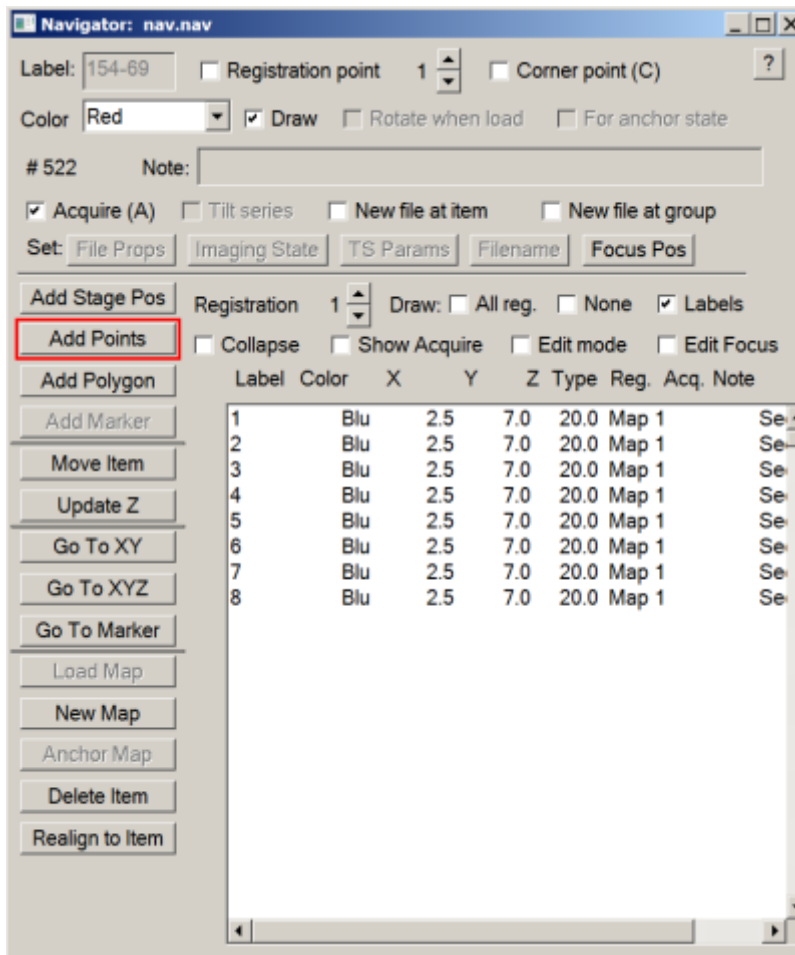 Navigator: nav.nav
Label: 154-69 Registration point 1 Corner point (C) ?
Color Red Draw Rotate when load For anchor state
# 522 Note:
Acquire (A) Tilt series New file at item New file at group
Set: File Props Imaging State TS Params Filename Focus Pos
Add Stage Pos Registration 1 Draw: All reg. None Labels
Add Points Collapse Show Acquire Edit mode Edit Focus
Add Polygon Label Color X Y Z Type Reg. Acq. Note
Add Marker 1 Blu 2.5 7.0 20.0 Map 1 Se
2 Blu 2.5 7.0 20.0 Map 1 Se
Move Item 3 Blu 2.5 7.0 20.0 Map 1 Se
4 Blu 2.5 7.0 20.0 Map 1 Se
Update Z 5 Blu 2.5 7.0 20.0 Map 1 Se
Go To XY 6 Blu 2.5 7.0 20.0 Map 1 Se
7 Blu 2.5 7.0 20.0 Map 1 Se
Go To XYZ 8 Blu 2.5 7.0 20.0 Map 1 Se
Go To Marker
Load Map
New Map
Anchor Map
Delete Item
Realign to Item